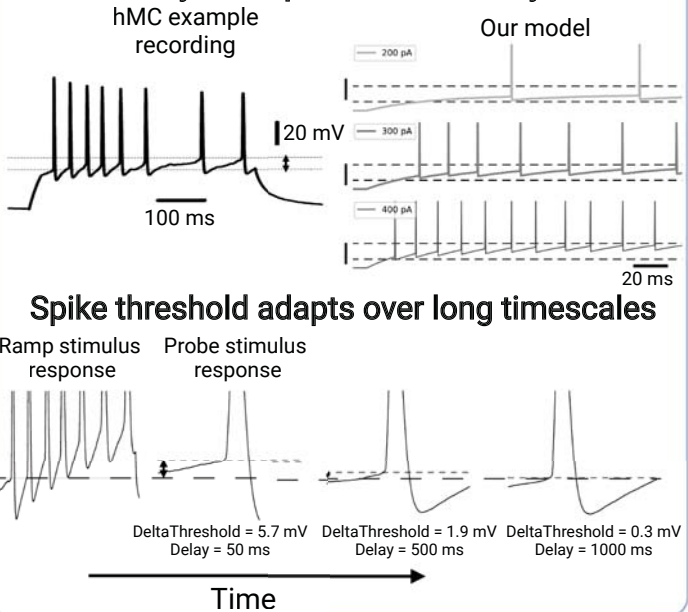 hMC example
recording
Our model
200 pA
20 mV
300 pA
100 ms
400 pA
20 ms
Spike threshold adapts over long timescales
Ramp stimulus
response
Probe stimulus
response
DeltaThreshold = 5.7 mV
Delay = 50 ms
DeltaThreshold = 1.9 mV
Delay = 500 ms
DeltaThreshold = 0.3 mV
Delay = 1000 ms
Time